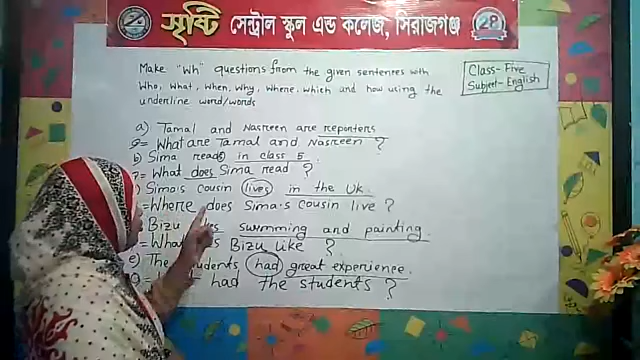 সৃষ্টি সেন্ট্রাল স্কুল এন্ড কলেজ, সিরাজগঞ্জ
Class- Five
Subject- English
Make "Wh" questions from the given sentences with
Who, What, When, Why, Where, Which and how using the
underline word/words
a) Tamal and Nasreen are reporters
= What are Tamal and Nasreen ?
b) Sima reads in class 5.
= What does Sima read ?
) Sima's cousin lives in the Uk.
= Where does Sima's Cousin live ?
Bizu swmming and painting
= Bizu like ?
e) The students had great experience.
had the students ?